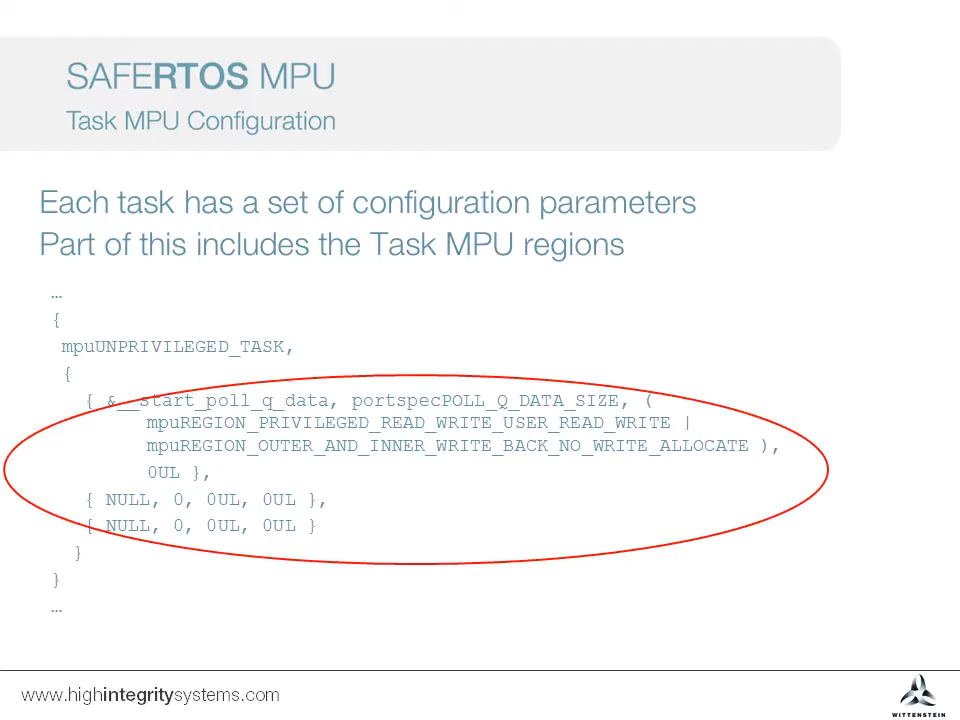 SAFERTOS MPU
Task MPU Configuration
Each task has a set of configuration parameters
Part of this includes the Task MPU regions
…
{
mpuUNPRIVILEGED_TASK,
{
{ &__start_poll_q_data, portspecPOLL_Q_DATA_SIZE, (
mpuREGION_PRIVILEGED_READ_WRITE_USER_READ_WRITE |
mpuREGION_OUTER_AND_INNER_WRITE_BACK_NO_WRITE_ALLOCATE ),
0UL },
{ NULL, 0, 0UL, 0UL },
{ NULL, 0, 0UL, 0UL }
}
}
…
www.highintegritysystems.com
WITTENSTEIN